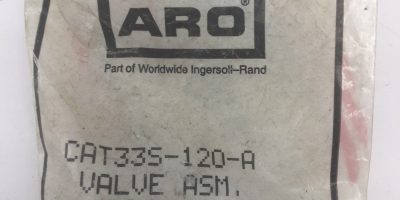 ARO®
Part of Worldwide Ingersoll-Rand
CAT33S-120-A
VALVE ASM.